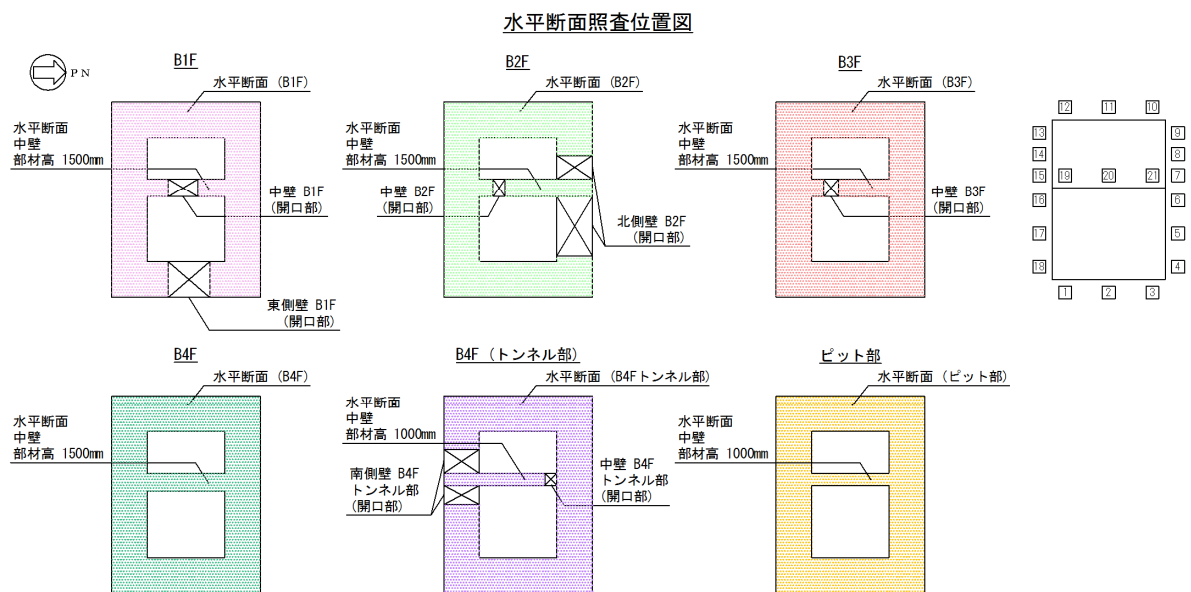 水平断面照査位置図
PN
B1F
水平断面 (B1F)
水平断面
中壁
部材高 1500mm
中壁 B1F
(開口部)
東側壁 B1F
(開口部)
B2F
水平断面 (B2F)
水平断面
中壁
部材高 1500mm
中壁 B2F
(開口部)
北側壁 B2F
(開口部)
B3F
水平断面 (B3F)
水平断面
中壁
部材高 1500mm
中壁 B3F
(開口部)
12 11 10
13 9
14 8
15 19 20 21 7
16 6
17 5
18 4
1 2 3
B4F
水平断面 (B4F)
水平断面
中壁
部材高 1500mm
B4F (トンネル部)
水平断面 (B4Fトンネル部)
水平断面
中壁
部材高 1000mm
南側壁 B4F
トンネル部
(開口部)
中壁 B4F
トンネル部
(開口部)
ピット部
水平断面 (ピット部)
水平断面
中壁
部材高 1000mm